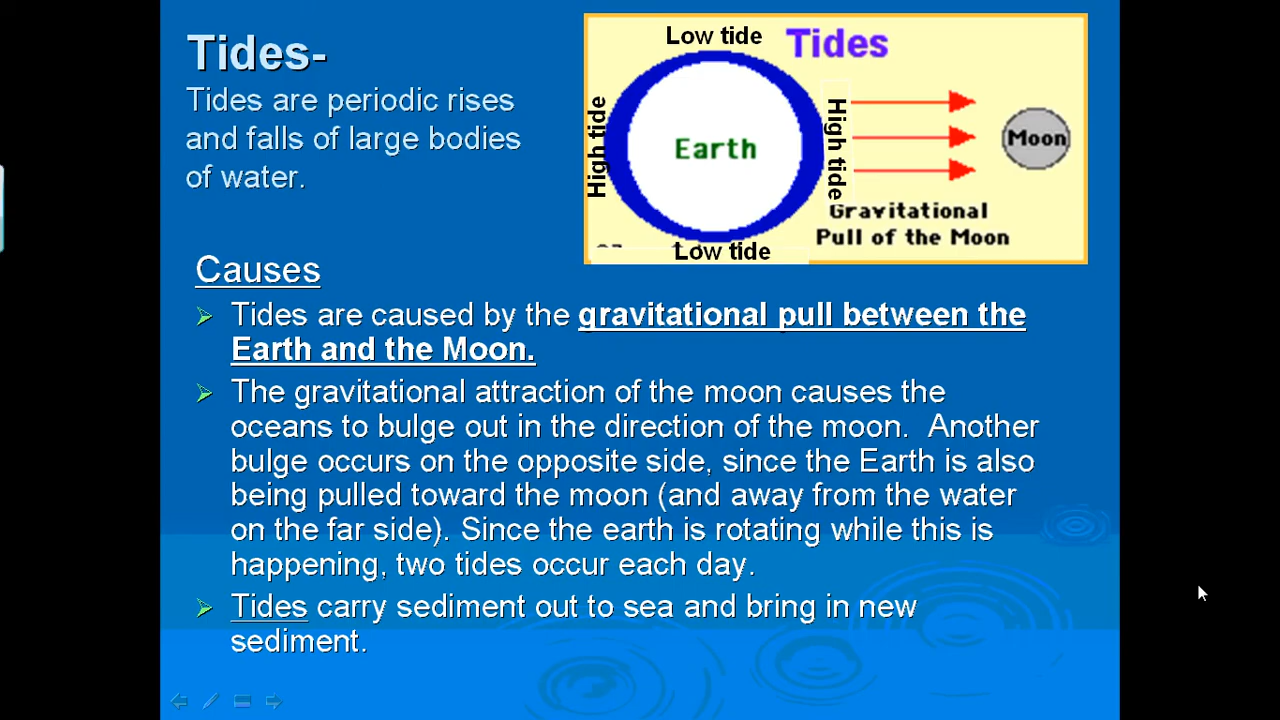 Tides-
Tides are periodic rises
and falls of large bodies
of water.
Low tide
Tides
High tide
Earth
High tide
Moon
Gravitational
Pull of the Moon
Low tide
Causes
Tides are caused by the gravitational pull between the
Earth and the Moon.
The gravitational attraction of the moon causes the
oceans to bulge out in the direction of the moon.  Another
bulge occurs on the opposite side, since the Earth is also
being pulled toward the moon (and away from the water
on the far side). Since the earth is rotating while this is
happening, two tides occur each day.
Tides carry sediment out to sea and bring in new
sediment.